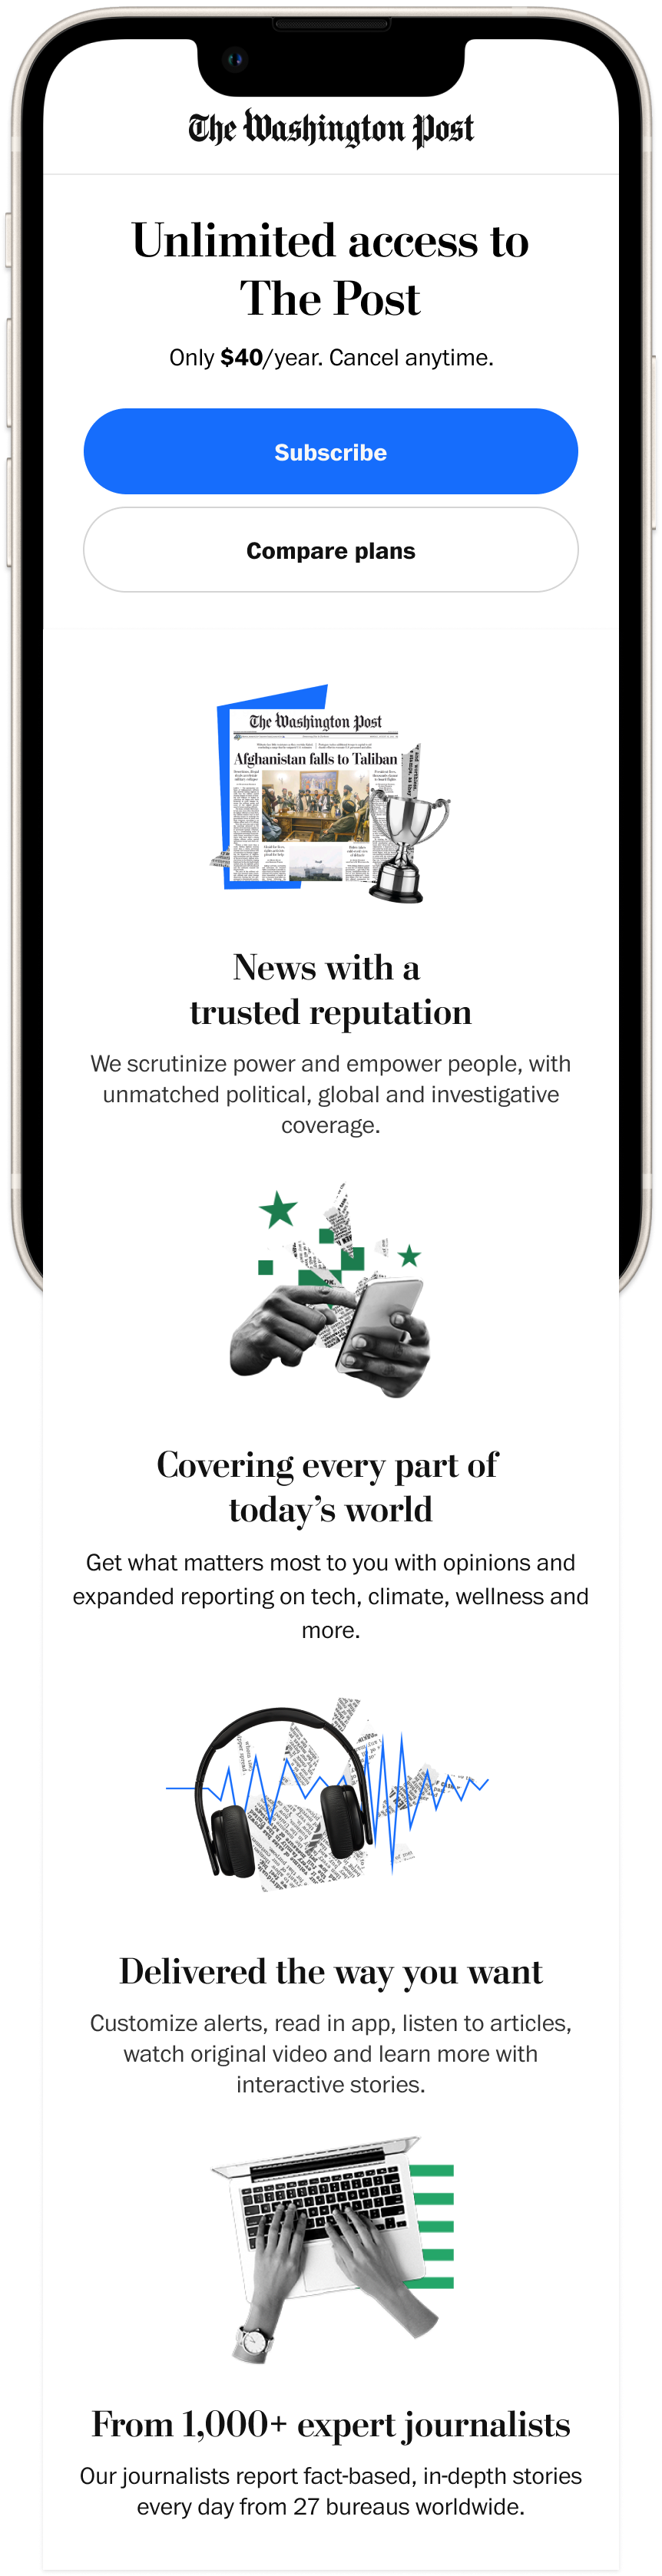 The Washington Post
Unlimited access to
The Post
Only $40/year. Cancel anytime.
Subscribe
Compare plans
The Washington Post
Afghanistan falls to Taliban
News with a
trusted reputation
We scrutinize power and empower people, with
unmatched political, global and investigative
coverage.
Covering every part of
today’s world
Get what matters most to you with opinions and
expanded reporting on tech, climate, wellness and
more.
Delivered the way you want
Customize alerts, read in app, listen to articles,
watch original video and learn more with
interactive stories.
From 1,000+ expert journalists
Our journalists report fact-based, in-depth stories
every day from 27 bureaus worldwide.